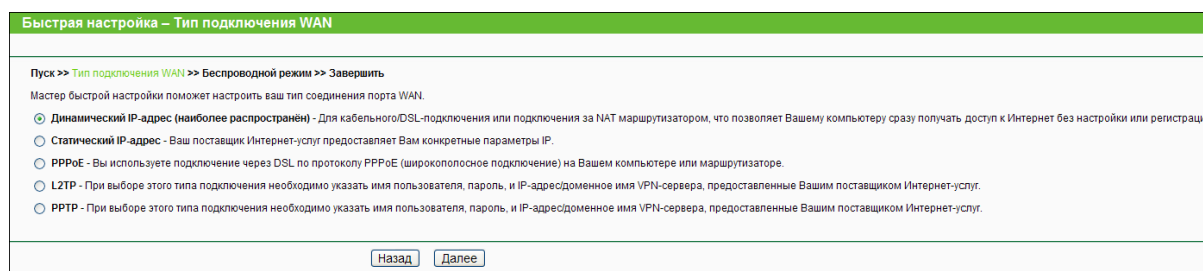 Быстрая настройка – Тип подключения WAN
Пуск >> Тип подключения WAN >> Беспроводной режим >> Завершить
Мастер быстрой настройки поможет настроить ваш тип соединения порта WAN.
Динамический IP-адрес (наиболее распространён) - Для кабельного/DSL-подключения или подключения за NAT маршрутизатором, что позволяет Вашему компьютеру сразу получать доступ к Интернет без настройки или регистраци
Статический IP-адрес - Ваш поставщик Интернет-услуг предоставляет Вам конкретные параметры IP.
PPPoE - Вы используете подключение через DSL по протоколу PPPoE (широкополосное подключение) на Вашем компьютере или маршрутизаторе.
L2TP - При выборе этого типа подключения необходимо указать имя пользователя, пароль, и IP-адрес/доменное имя VPN-сервера, предоставленные Вашим поставщиком Интернет-услуг.
PPTP - При выборе этого типа подключения необходимо указать имя пользователя, пароль, и IP-адрес/доменное имя VPN-сервера, предоставленные Вашим поставщиком Интернет-услуг.
Назад Далее